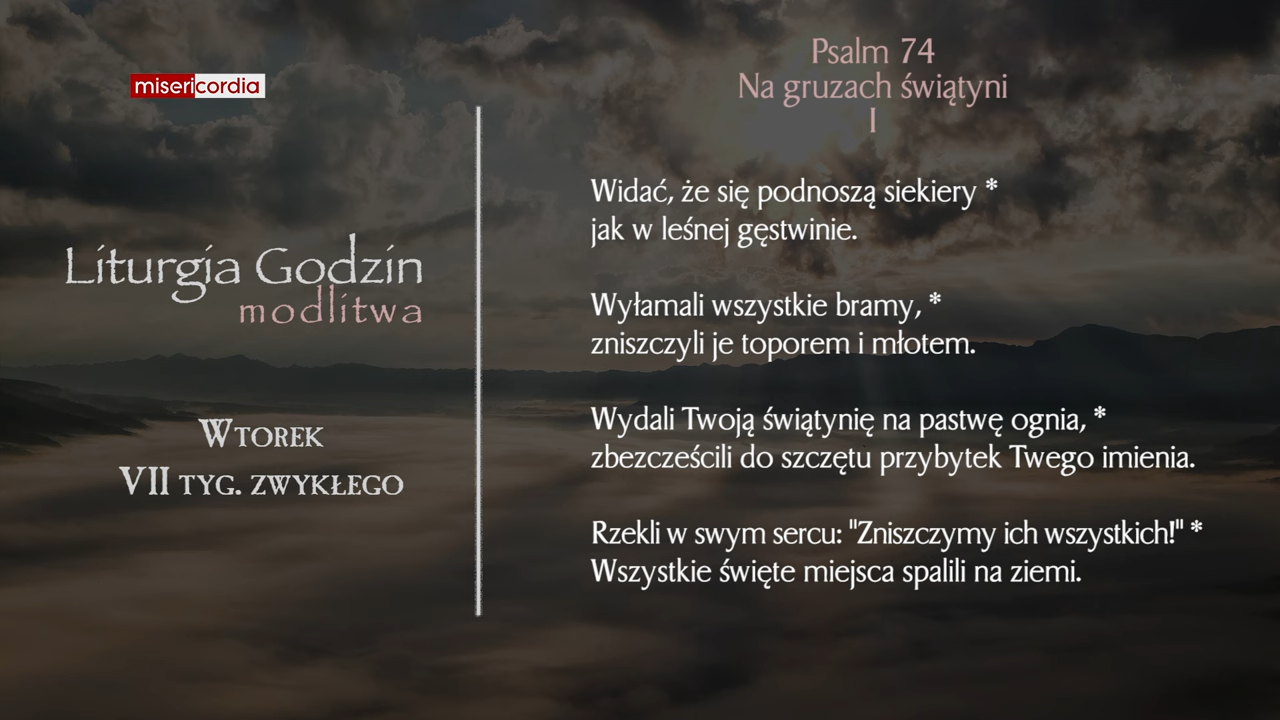 misericordia
Liturgia Godzin
modlitwa
Wtorek
VII tyg. zwykłego
Psalm 74
Na gruzach świątyni
I
Widać, że się podnoszą siekiery *
jak w leśnej gęstwinie.
Wyłamali wszystkie bramy, *
zniszczyli je toporem i młotem.
Wydali Twoją świątynię na pastwę ognia, *
zbezcześcili do szczętu przybytek Twego imienia.
Rzekli w swym sercu: "Zniszczymy ich wszystkich!" *
Wszystkie święte miejsca spalili na ziemi.